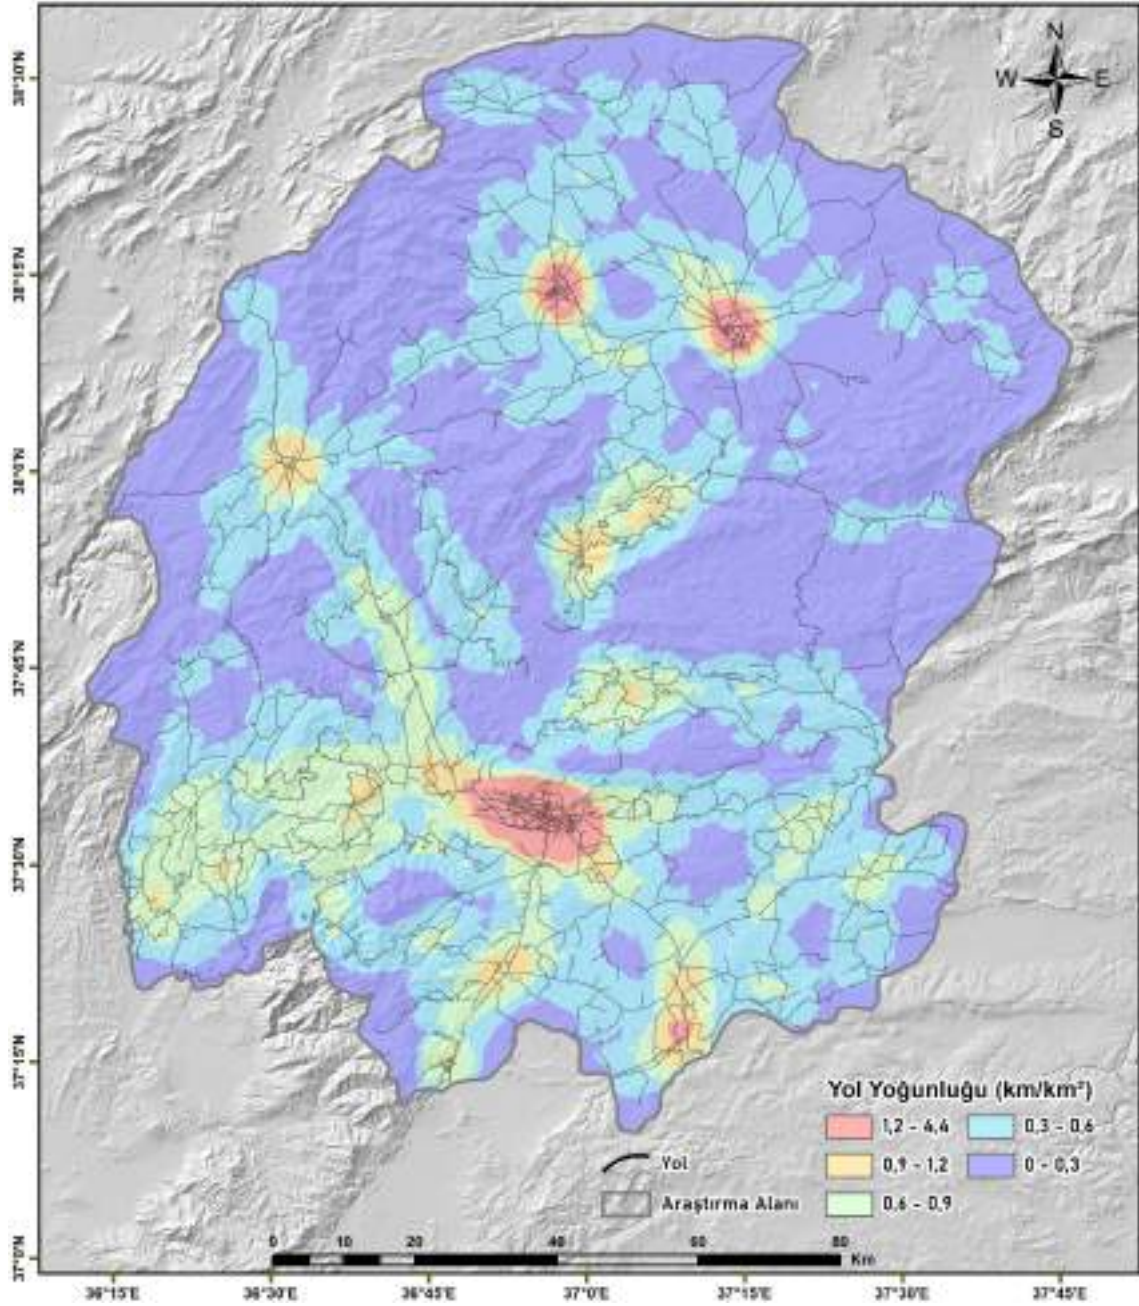 N
W E
S
38°30'N
38°15'N
38°0'N
37°45'N
37°30'N
37°15'N
37°0'N
Yol Yoğunluğu (km/km²)
1,2 - 4,4
0,3 - 0,6
0,9 - 1,2
0 - 0,3
0,6 - 0,9
Yol
Araştırma Alanı
0 10 20 40 60 80
Km
36°15'E 36°30'E 36°45'E 37°0'E 37°15'E 37°30'E 37°45'E